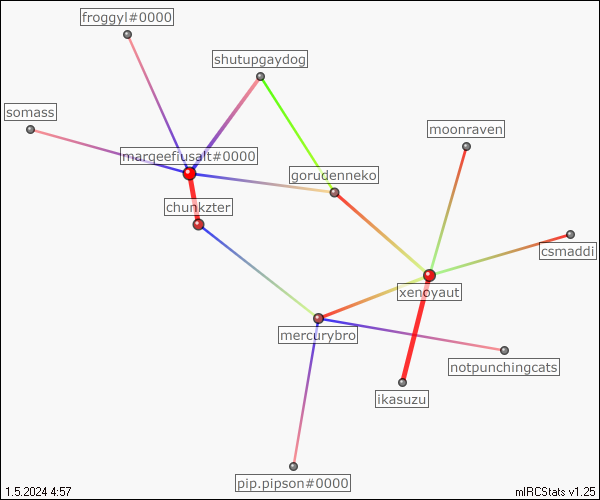 froggyl#0000
shutupgaydog
somass
moonraven
marqeefiusalt#0000
gorudenneko
chunkzter
csmaddi
xenoyaut
mercurybro
notpunchingcats
ikasuzu
pip.pipson#0000
1.5.2024 4:57
mIRCStats v1.25